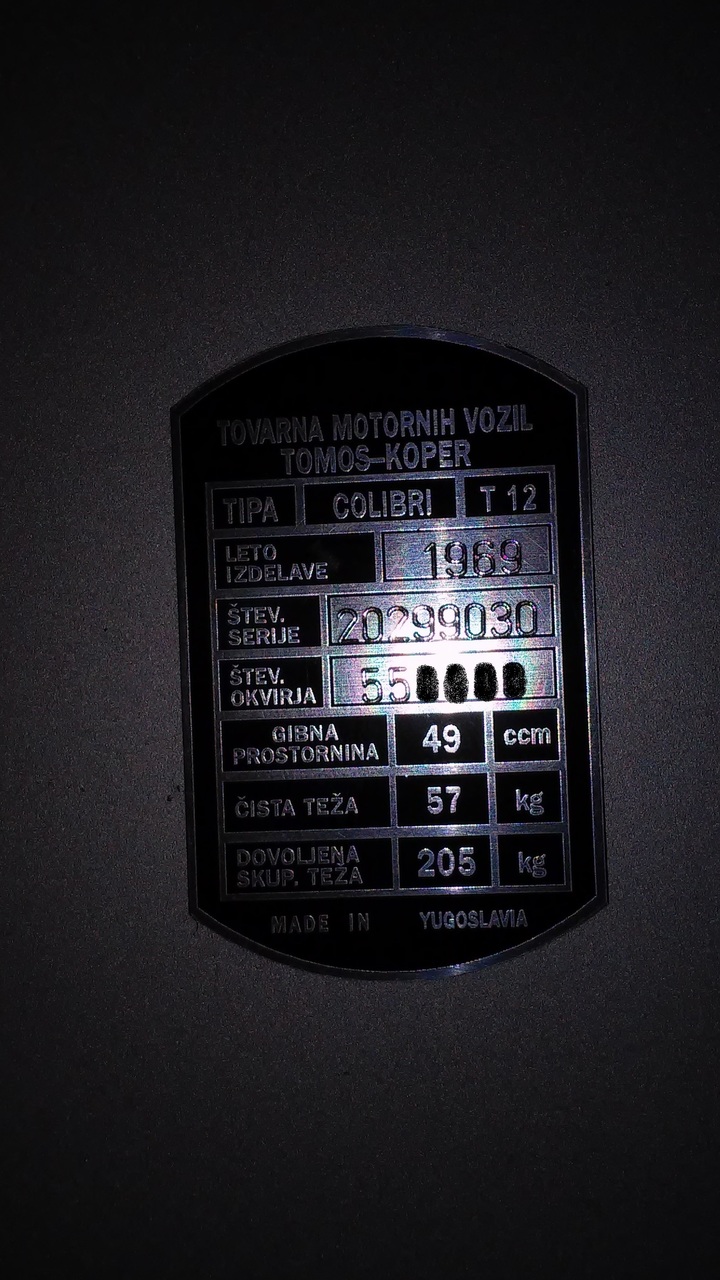 TOVARNA MOTORNIH VOZIL
TOMOS-KOPER
TIPA COLIBRI T 12
LETO
IZDELAVE 1969
ŠTEV.
SERIJE 20299030
ŠTEV.
OKVIRJA 55
GIBNA
PROSTORNINA 49 ccm
ČISTA TEŽA 57 kg
DOVOLJENA
SKUP. TEŽA 205 kg
MADE IN YUGOSLAVIA